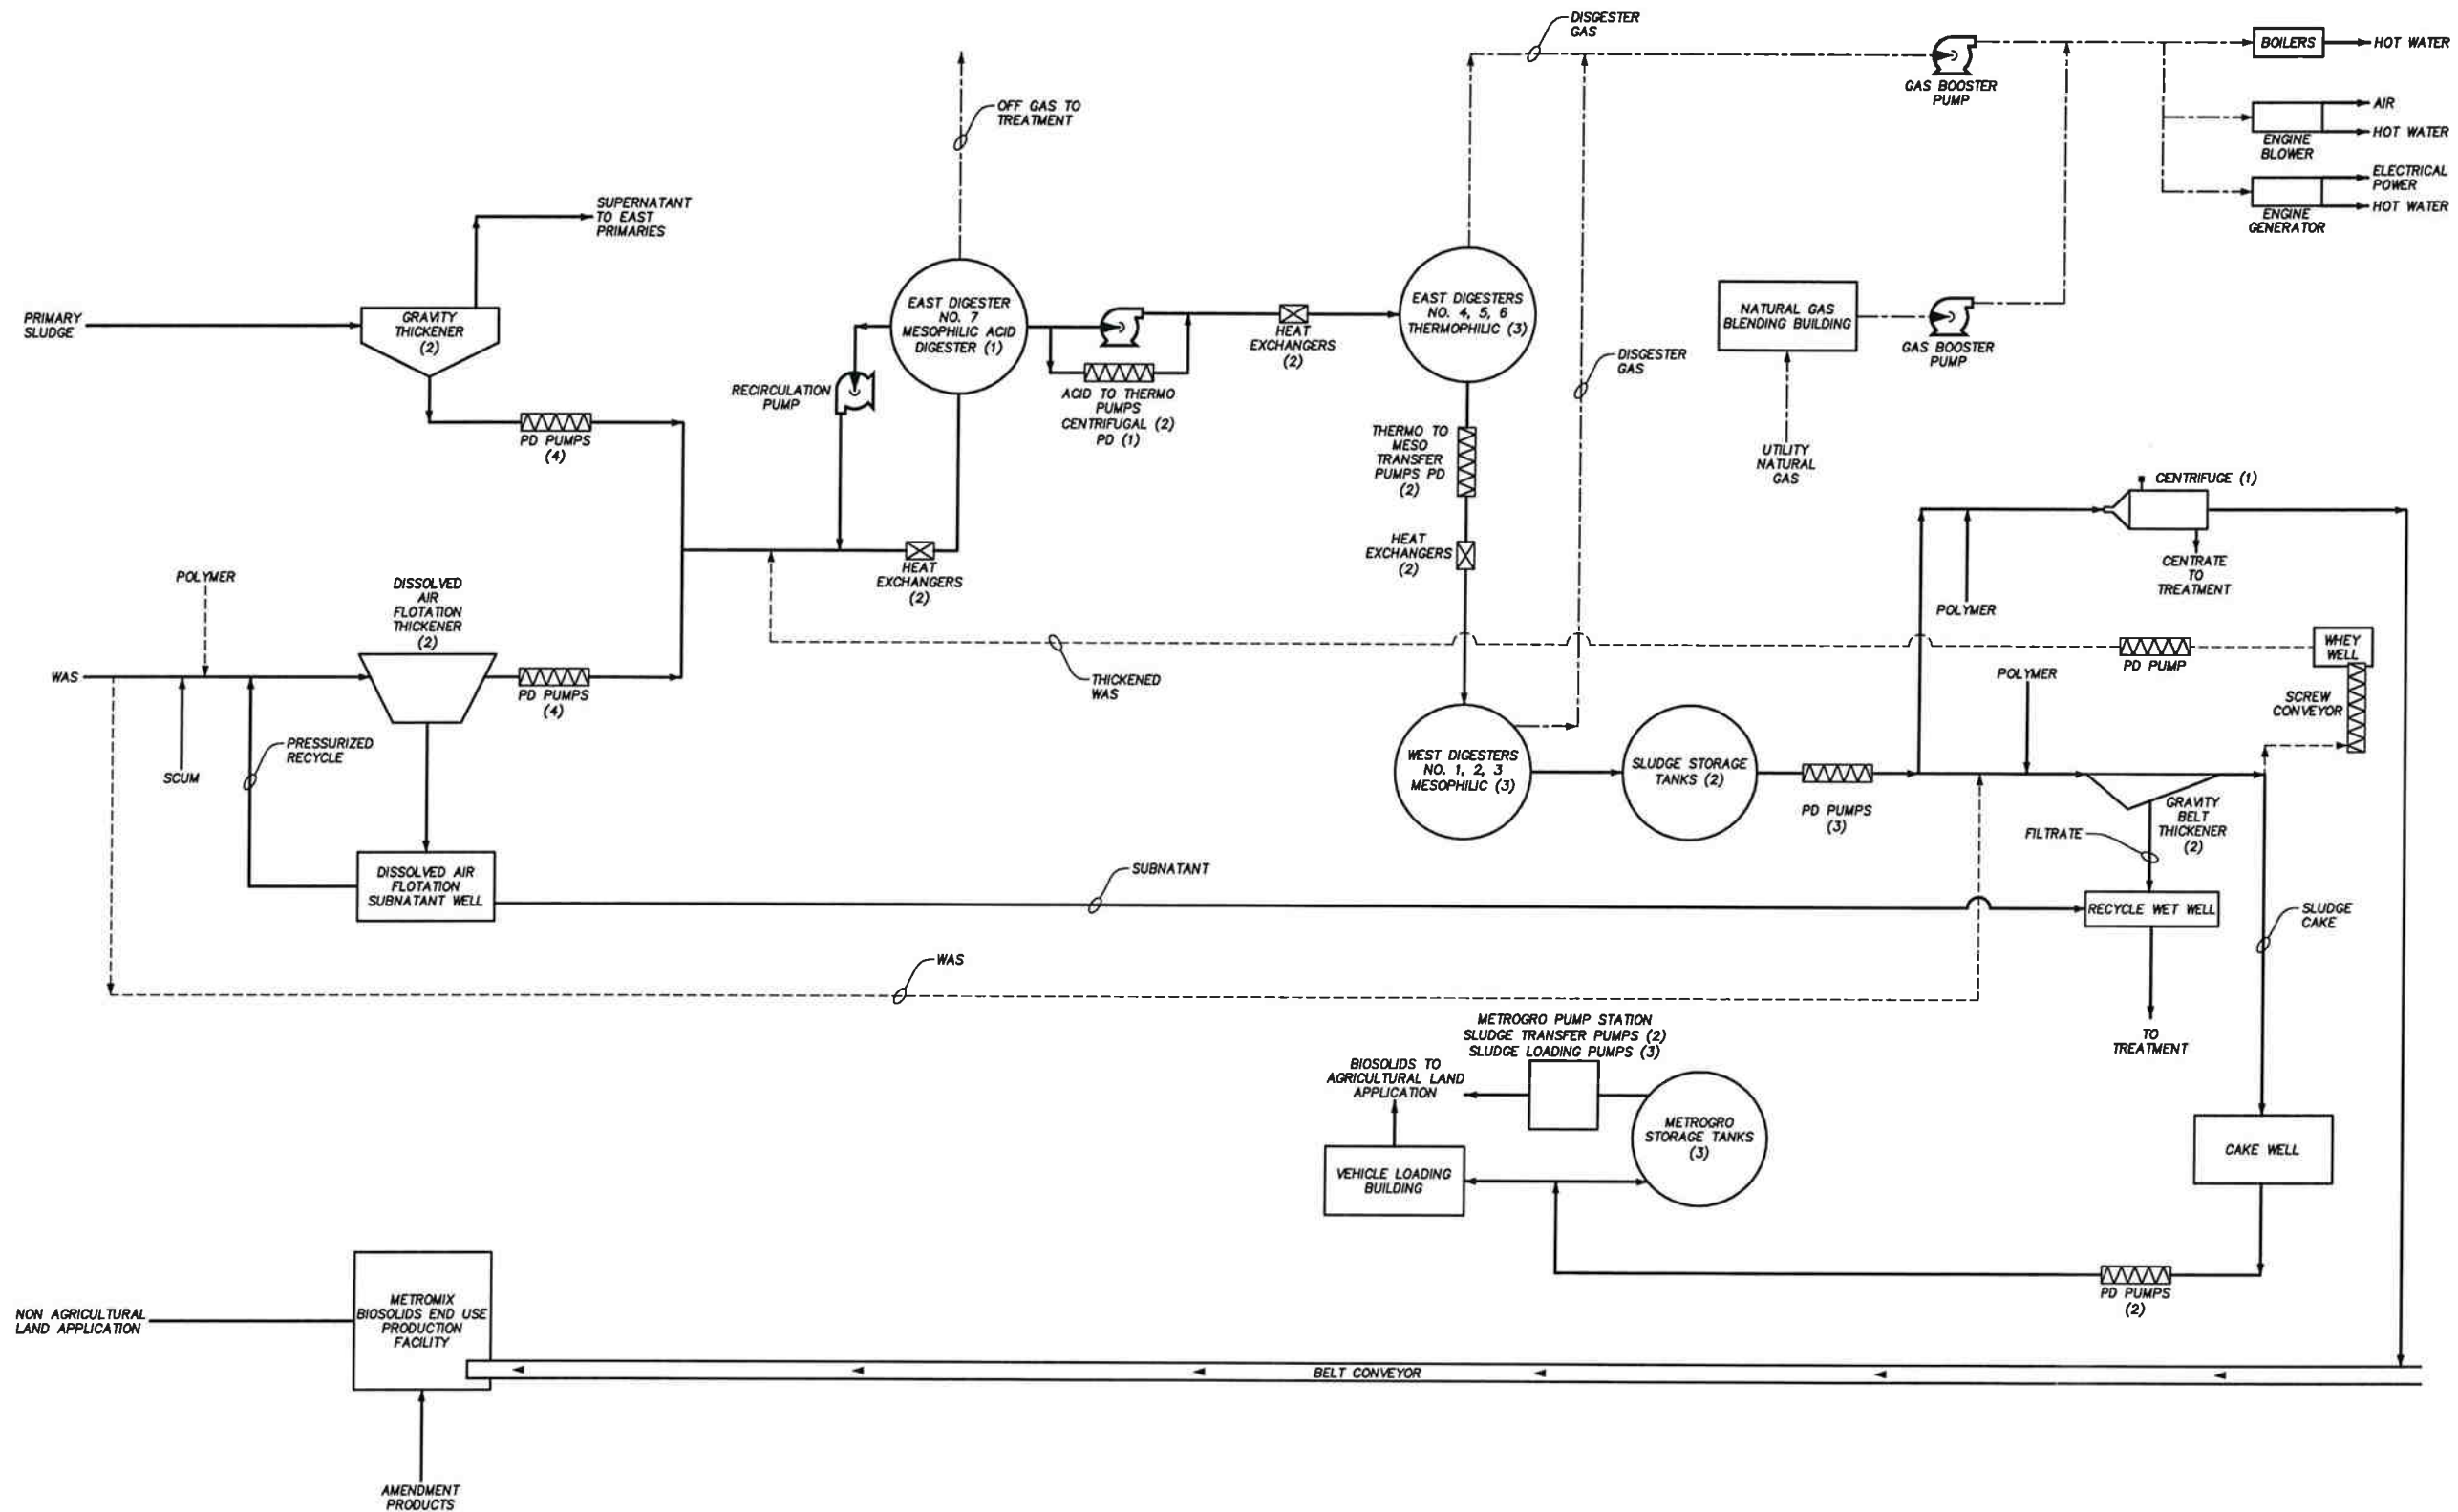 DISGESTER
GAS
BOILERS
HOT WATER
GAS BOOSTER
PUMP
AIR
HOT WATER
ENGINE
BLOWER
ELECTRICAL
POWER
HOT WATER
ENGINE
GENERATOR
OFF GAS TO
TREATMENT
SUPERNATANT
TO EAST
PRIMARIES
PRIMARY
SLUDGE
GRAVITY
THICKENER
(2)
EAST DIGESTER
NO. 7
MESOPHILIC ACID
DIGESTER (1)
HEAT
EXCHANGERS
(2)
EAST DIGESTERS
NO. 4, 5, 6
THERMOPHILIC (3)
NATURAL GAS
BLENDING BUILDING
GAS BOOSTER
PUMP
DISGESTER
GAS
RECIRCULATION
PUMP
ACID TO THERMO
PUMPS
CENTRIFUGAL (2)
PD (1)
PD PUMPS
(4)
THERMO TO
MESO
TRANSFER
PUMPS PD
(2)
UTILITY
NATURAL
GAS
CENTRIFUGE (1)
HEAT
EXCHANGERS
(2)
CENTRATE
TO
TREATMENT
POLYMER
HEAT
EXCHANGERS
(2)
POLYMER
DISSOLVED
AIR
FLOTATION
THICKENER
(2)
WHEY
WELL
PD PUMP
WAS
PD PUMPS
(4)
THICKENED
WAS
POLYMER
SCREW
CONVEYOR
PRESSURIZED
RECYCLE
SCUM
WEST DIGESTERS
NO. 1, 2, 3
MESOPHILIC (3)
SLUDGE STORAGE
TANKS (2)
PD PUMPS
(3)
GRAVITY
BELT
THICKENER
(2)
FILTRATE
DISSOLVED AIR
FLOTATION
SUBNATANT WELL
SUBNATANT
RECYCLE WET WELL
SLUDGE
CAKE
WAS
TO
TREATMENT
METROGRO PUMP STATION
SLUDGE TRANSFER PUMPS (2)
SLUDGE LOADING PUMPS (3)
BIOSOLIDS TO
AGRICULTURAL LAND
APPLICATION
METROGRO
STORAGE TANKS
(3)
CAKE WELL
VEHICLE LOADING
BUILDING
PD PUMPS
(2)
NON AGRICULTURAL
LAND APPLICATION
METROMIX
BIOSOLIDS END USE
PRODUCTION
FACILITY
BELT CONVEYOR
AMENDMENT
PRODUCTS